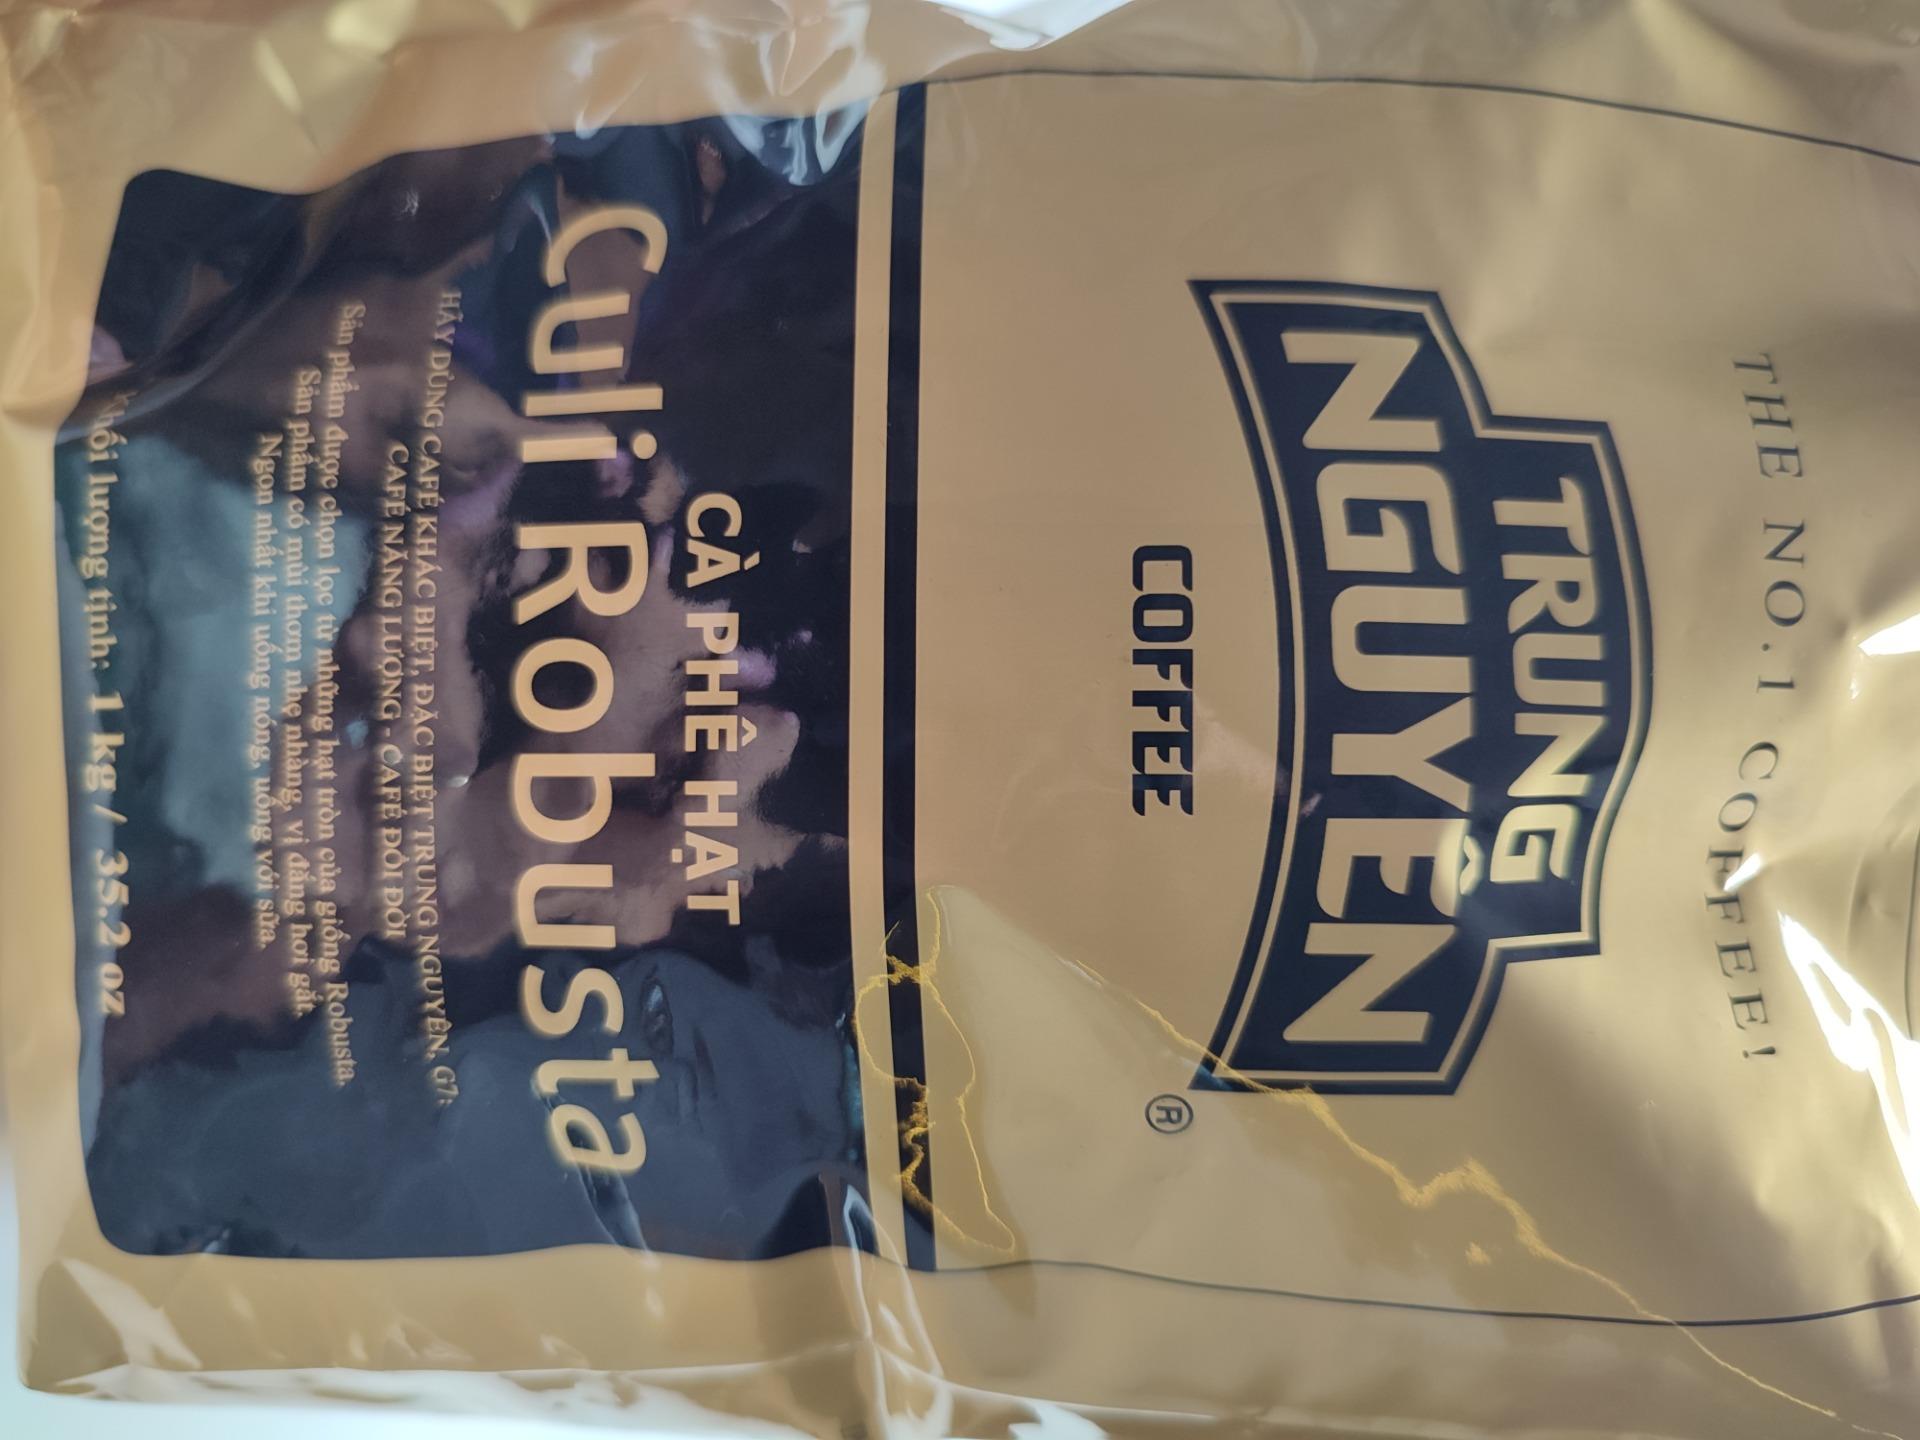 THE NO.1 COFFEE!
TRUNG
NGUYÊN
®
COFFEE
CÀ PHÊ HẠT
Culi Robusta
HÃY DÙNG CAFÉ KHÁC BIỆT, ĐẶC BIỆT TRUNG NGUYÊN, G7:
CAFÉ NĂNG LƯỢNG - CAFÉ ĐỔI ĐỜI
Sản phẩm được chọn lọc từ những hạt tròn của giống Robusta.
Sản phẩm có mùi thơm nhẹ nhàng, vị đắng hơi gắt.
Ngon nhất khi uống nóng, uống với sữa.
Khối lượng tịnh: 1 kg / 35.2 oz